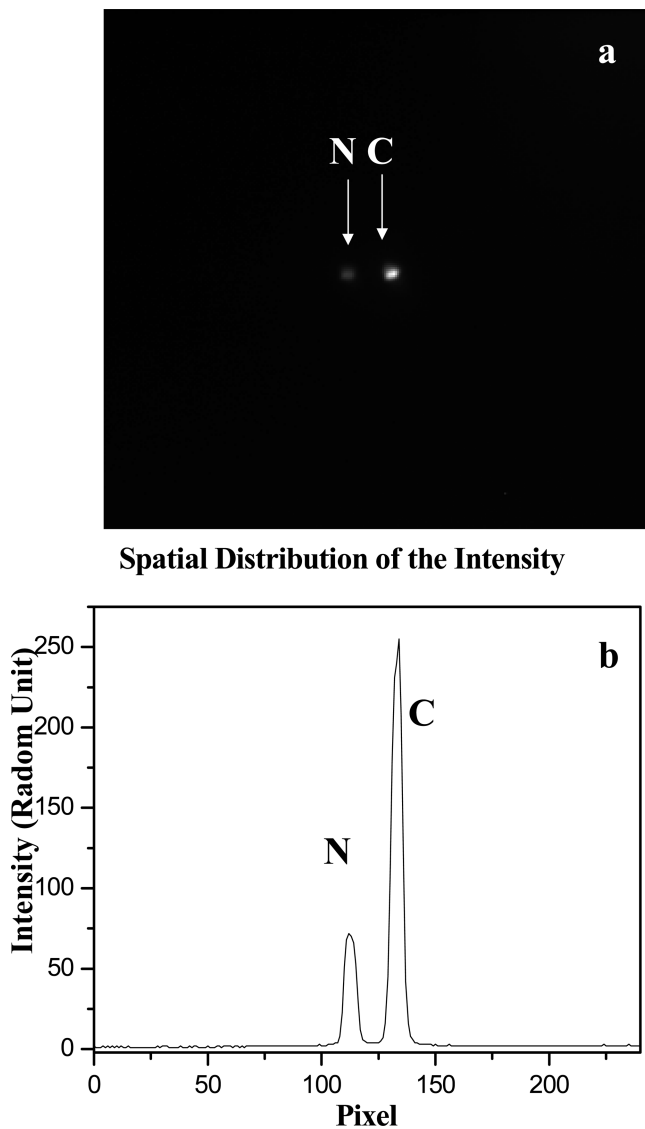 a
N C
Spatial Distribution of the Intensity
b
Intensity (Radom Unit)
250
200
150
100
50
0
C
N
0 50 100 150 200
Pixel